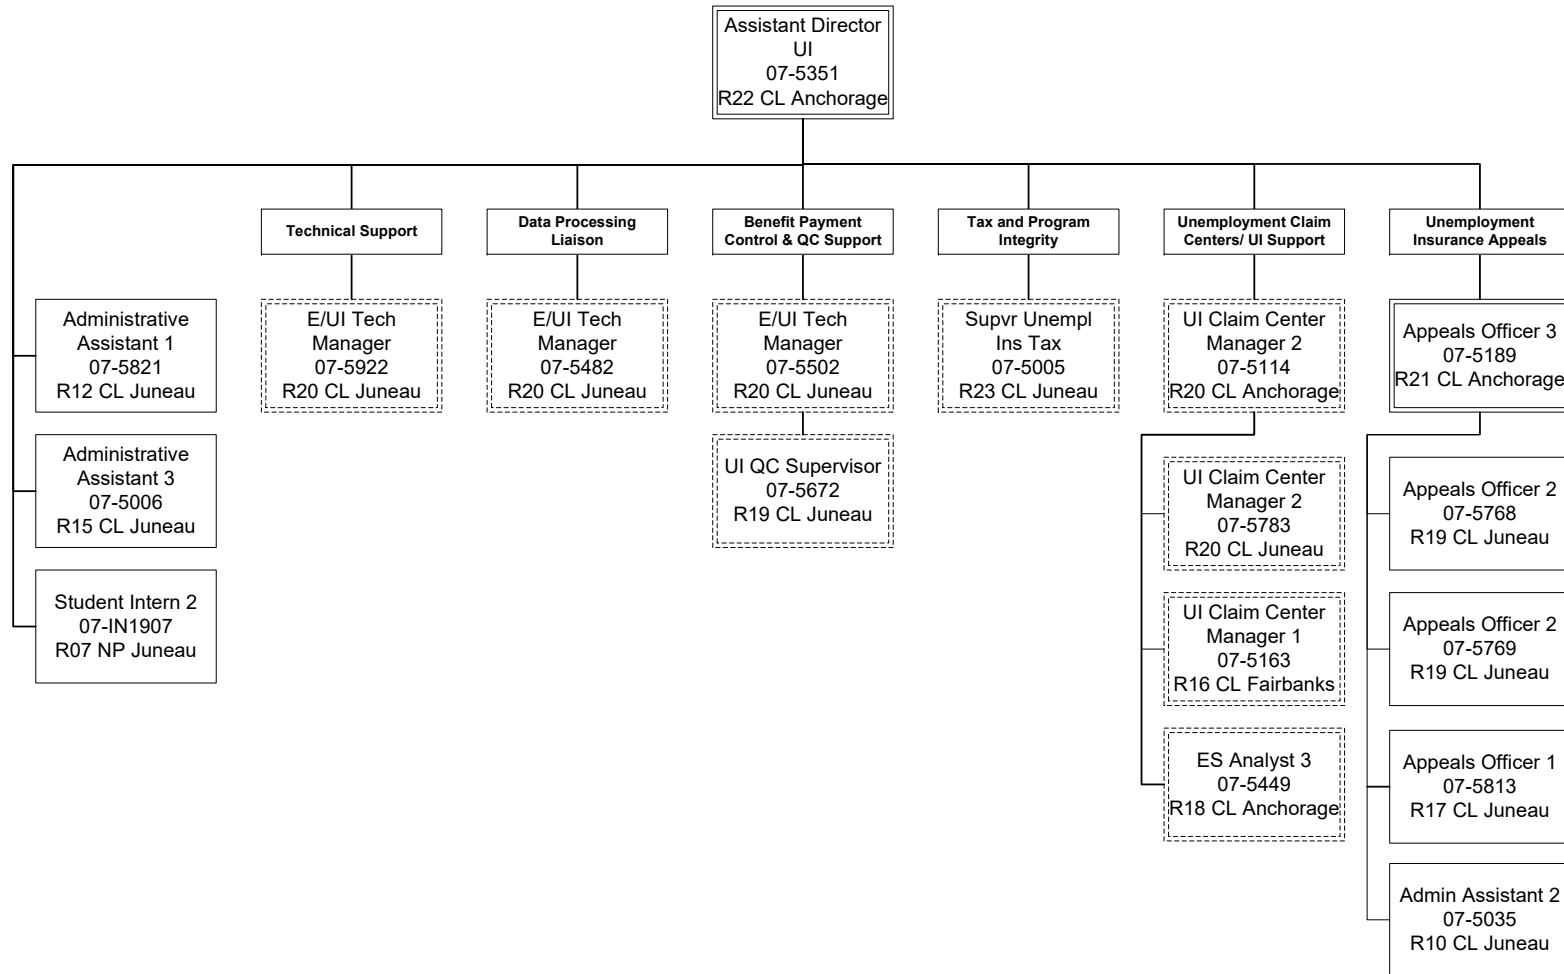 Assistant Director
UI
07-5351
R22 CL Anchorage
Technical Support
Data Processing
Liaison
Benefit Payment
Control & QC Support
Tax and Program
Integrity
Unemployment Claim
Centers/ UI Support
Unemployment
Insurance Appeals
Administrative
Assistant 1
07-5821
R12 CL Juneau
E/UI Tech
Manager
07-5922
R20 CL Juneau
E/UI Tech
Manager
07-5482
R20 CL Juneau
E/UI Tech
Manager
07-5502
R20 CL Juneau
Supvr Unempl
Ins Tax
07-5005
R23 CL Juneau
UI Claim Center
Manager 2
07-5114
R20 CL Anchorage
Appeals Officer 3
07-5189
R21 CL Anchorage
Administrative
Assistant 3
07-5006
R15 CL Juneau
UI QC Supervisor
07-5672
R19 CL Juneau
UI Claim Center
Manager 2
07-5783
R20 CL Juneau
Appeals Officer 2
07-5768
R19 CL Juneau
Student Intern 2
07-IN1907
R07 NP Juneau
UI Claim Center
Manager 1
07-5163
R16 CL Fairbanks
Appeals Officer 2
07-5769
R19 CL Juneau
ES Analyst 3
07-5449
R18 CL Anchorage
Appeals Officer 1
07-5813
R17 CL Juneau
Admin Assistant 2
07-5035
R10 CL Juneau